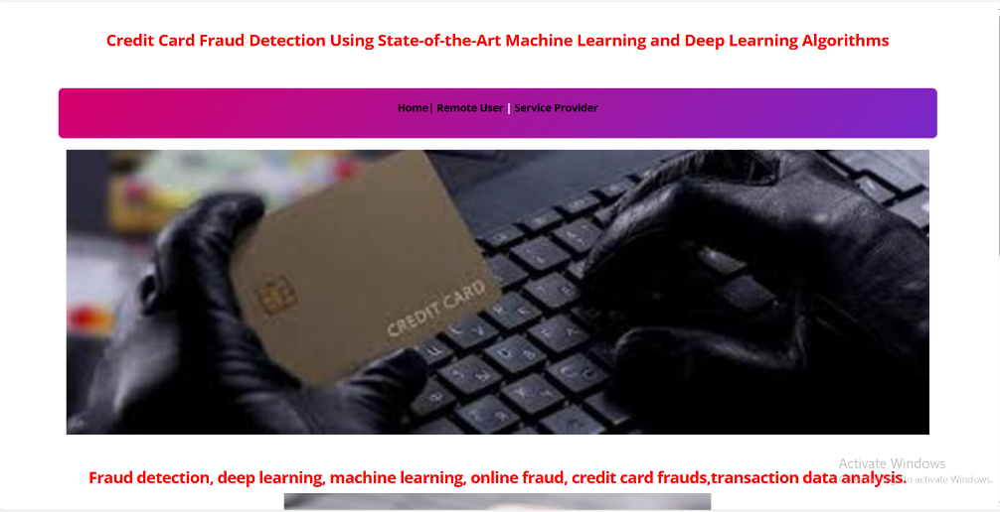 Credit Card Fraud Detection Using State-of-the-Art Machine Learning and Deep Learning Algorithms
Home| Remote User | Service Provider
CREDIT CARD
Fraud detection, deep learning, machine learning, online fraud, credit card frauds,transaction data analysis.
Activate Windows
to activate Windows.